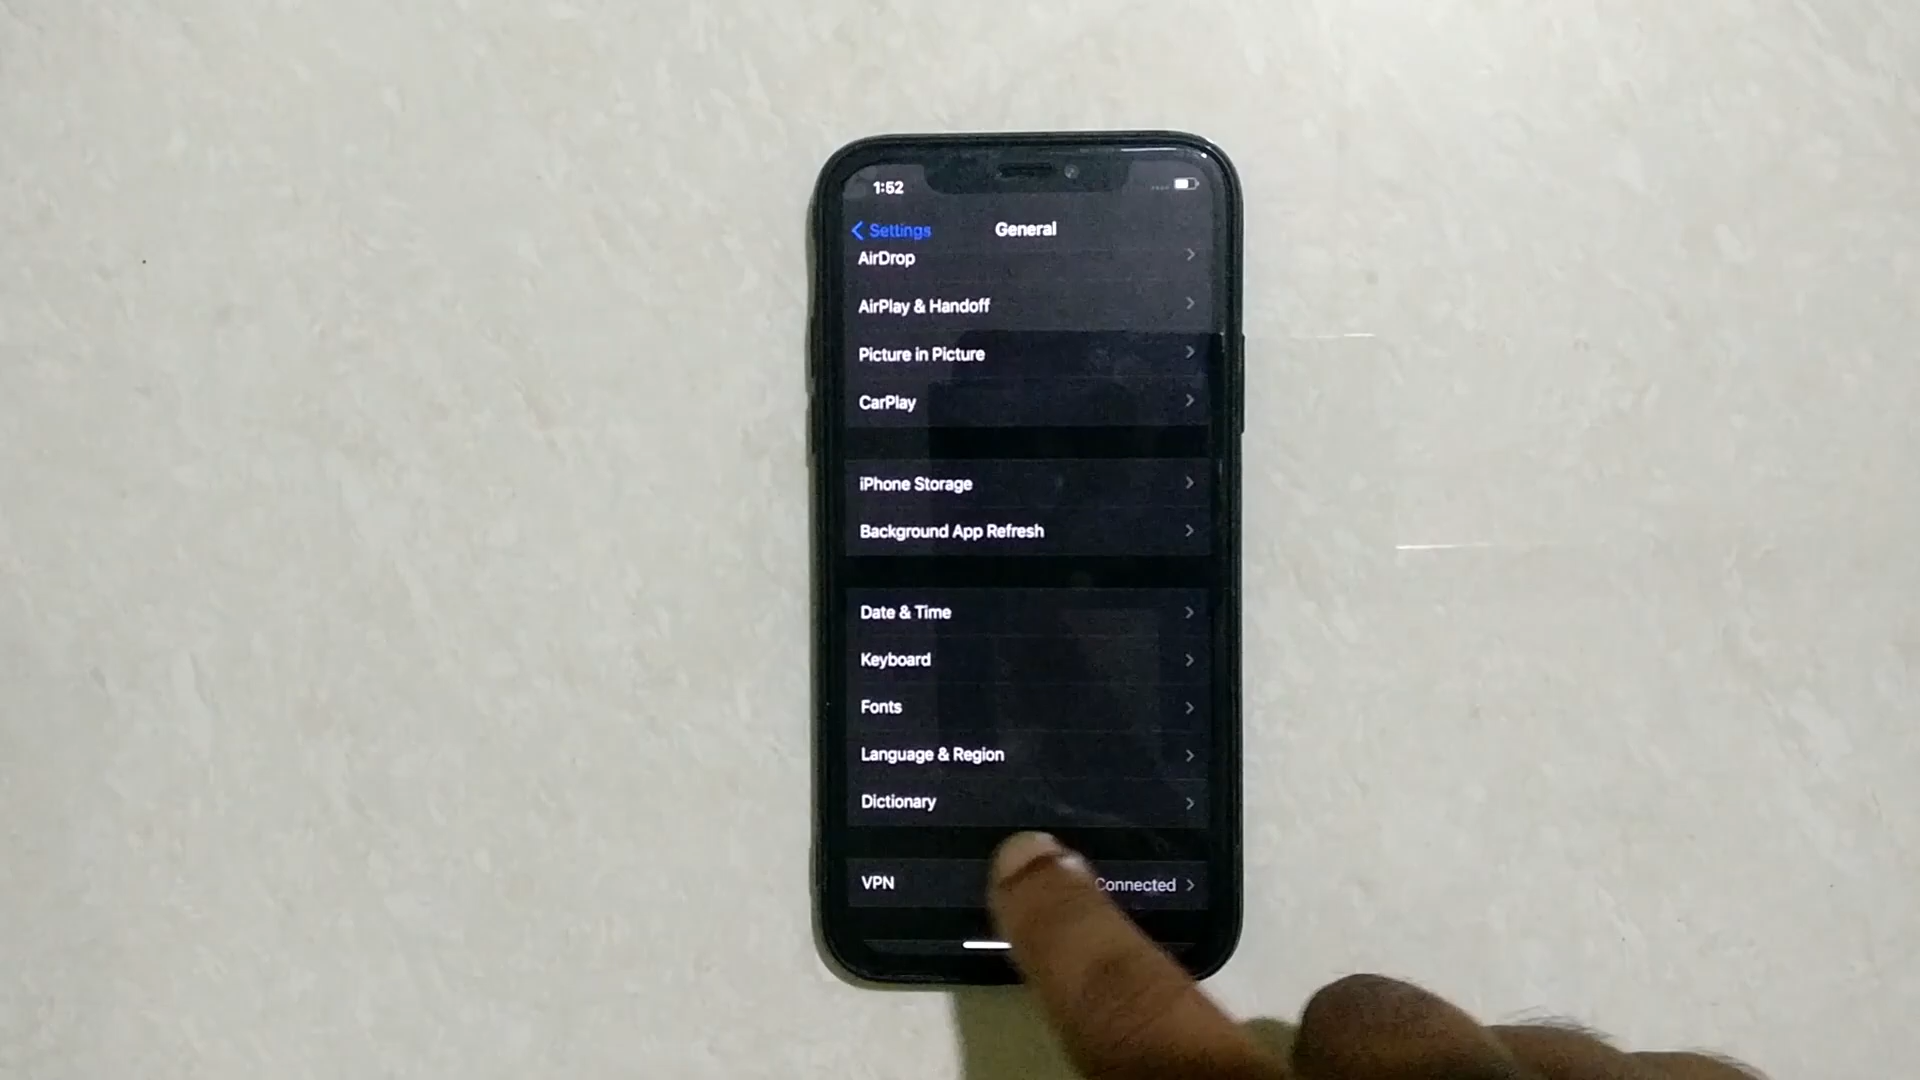 1:52
Settings
General
AirDrop
AirPlay & Handoff
Picture in Picture
CarPlay
iPhone Storage
Background App Refresh
Date & Time
Keyboard
Fonts
Language & Region
Dictionary
VPN
Connected